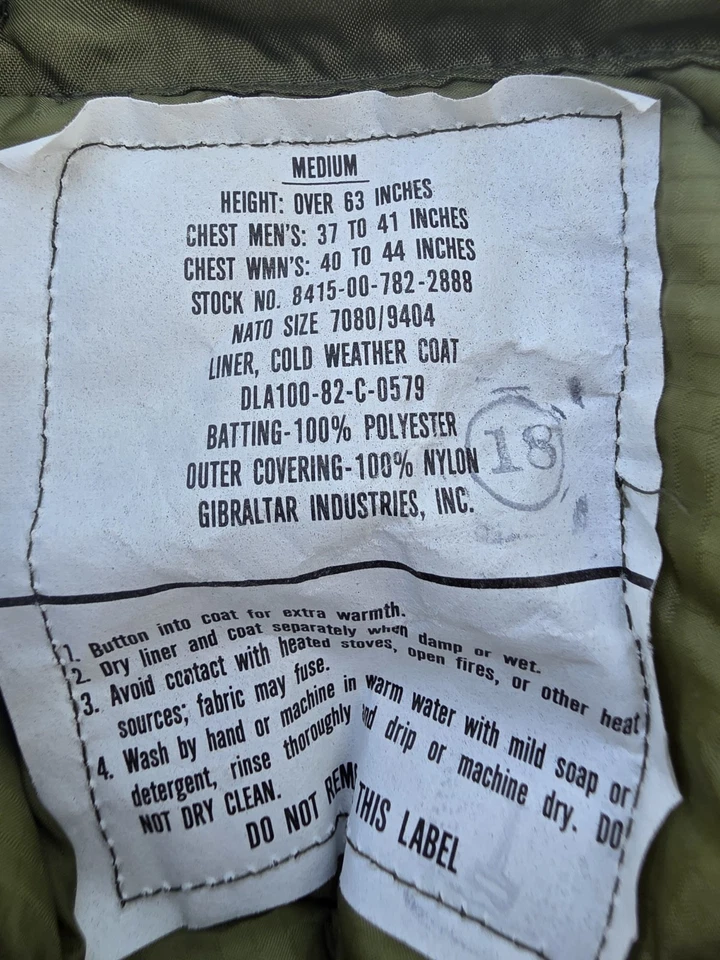 MEDIUM
HEIGHT: OVER 63 INCHES
CHEST MEN'S: 37 TO 41 INCHES
CHEST WMN'S: 40 TO 44 INCHES
STOCK NO. 8415-00-782-2888
NATO SIZE 7080/9404
LINER, COLD WEATHER COAT
DLA100-82-C-0579
BATTING-100% POLYESTER
OUTER COVERING-100% NYLON
18
GIBRALTAR INDUSTRIES, INC.
1. Button into coat for extra warmth.
2. Dry liner and coat separately when damp or wet.
3. Avoid contact with heated stoves, open fires, or other heat
sources; fabric may fuse.
4. Wash by hand or machine in warm water with mild soap or
detergent, rinse thoroughly nd drip or machine dry. DO
NOT DRY CLEAN.
DO NOT REM THIS LABEL